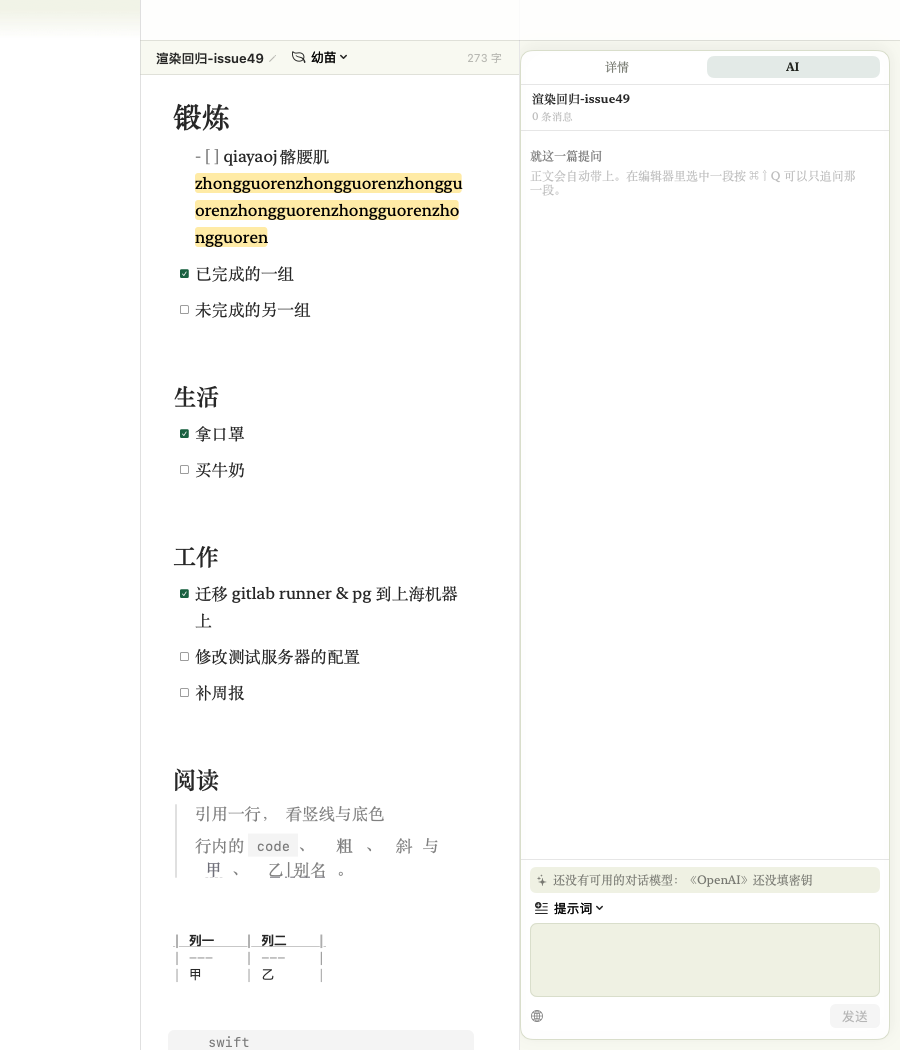 渲染回归-issue49
幼苗
273 字
锻炼
- [ ] qiayaoj 髂腰肌
zhongguorenzhongguorenzhonggu
orenzhongguorenzhongguorenzho
ngguoren
已完成的一组
未完成的另一组
生活
拿口罩
买牛奶
工作
迁移 gitlab runner & pg 到上海机器
上
修改测试服务器的配置
补周报
阅读
引用一行， 看竖线与底色
行内的 code 、 粗 、 斜 与
甲 、 乙|别名 。
| 列一 | 列二 |
| --- | --- |
| 甲 | 乙 |
swift
详情
AI
渲染回归-issue49
0 条消息
就这一篇提问
正文会自动带上。在编辑器里选中一段按 ⌘⇧Q 可以只追问那
一段。
还没有可用的对话模型：《OpenAI》还没填密钥
提示词
发送